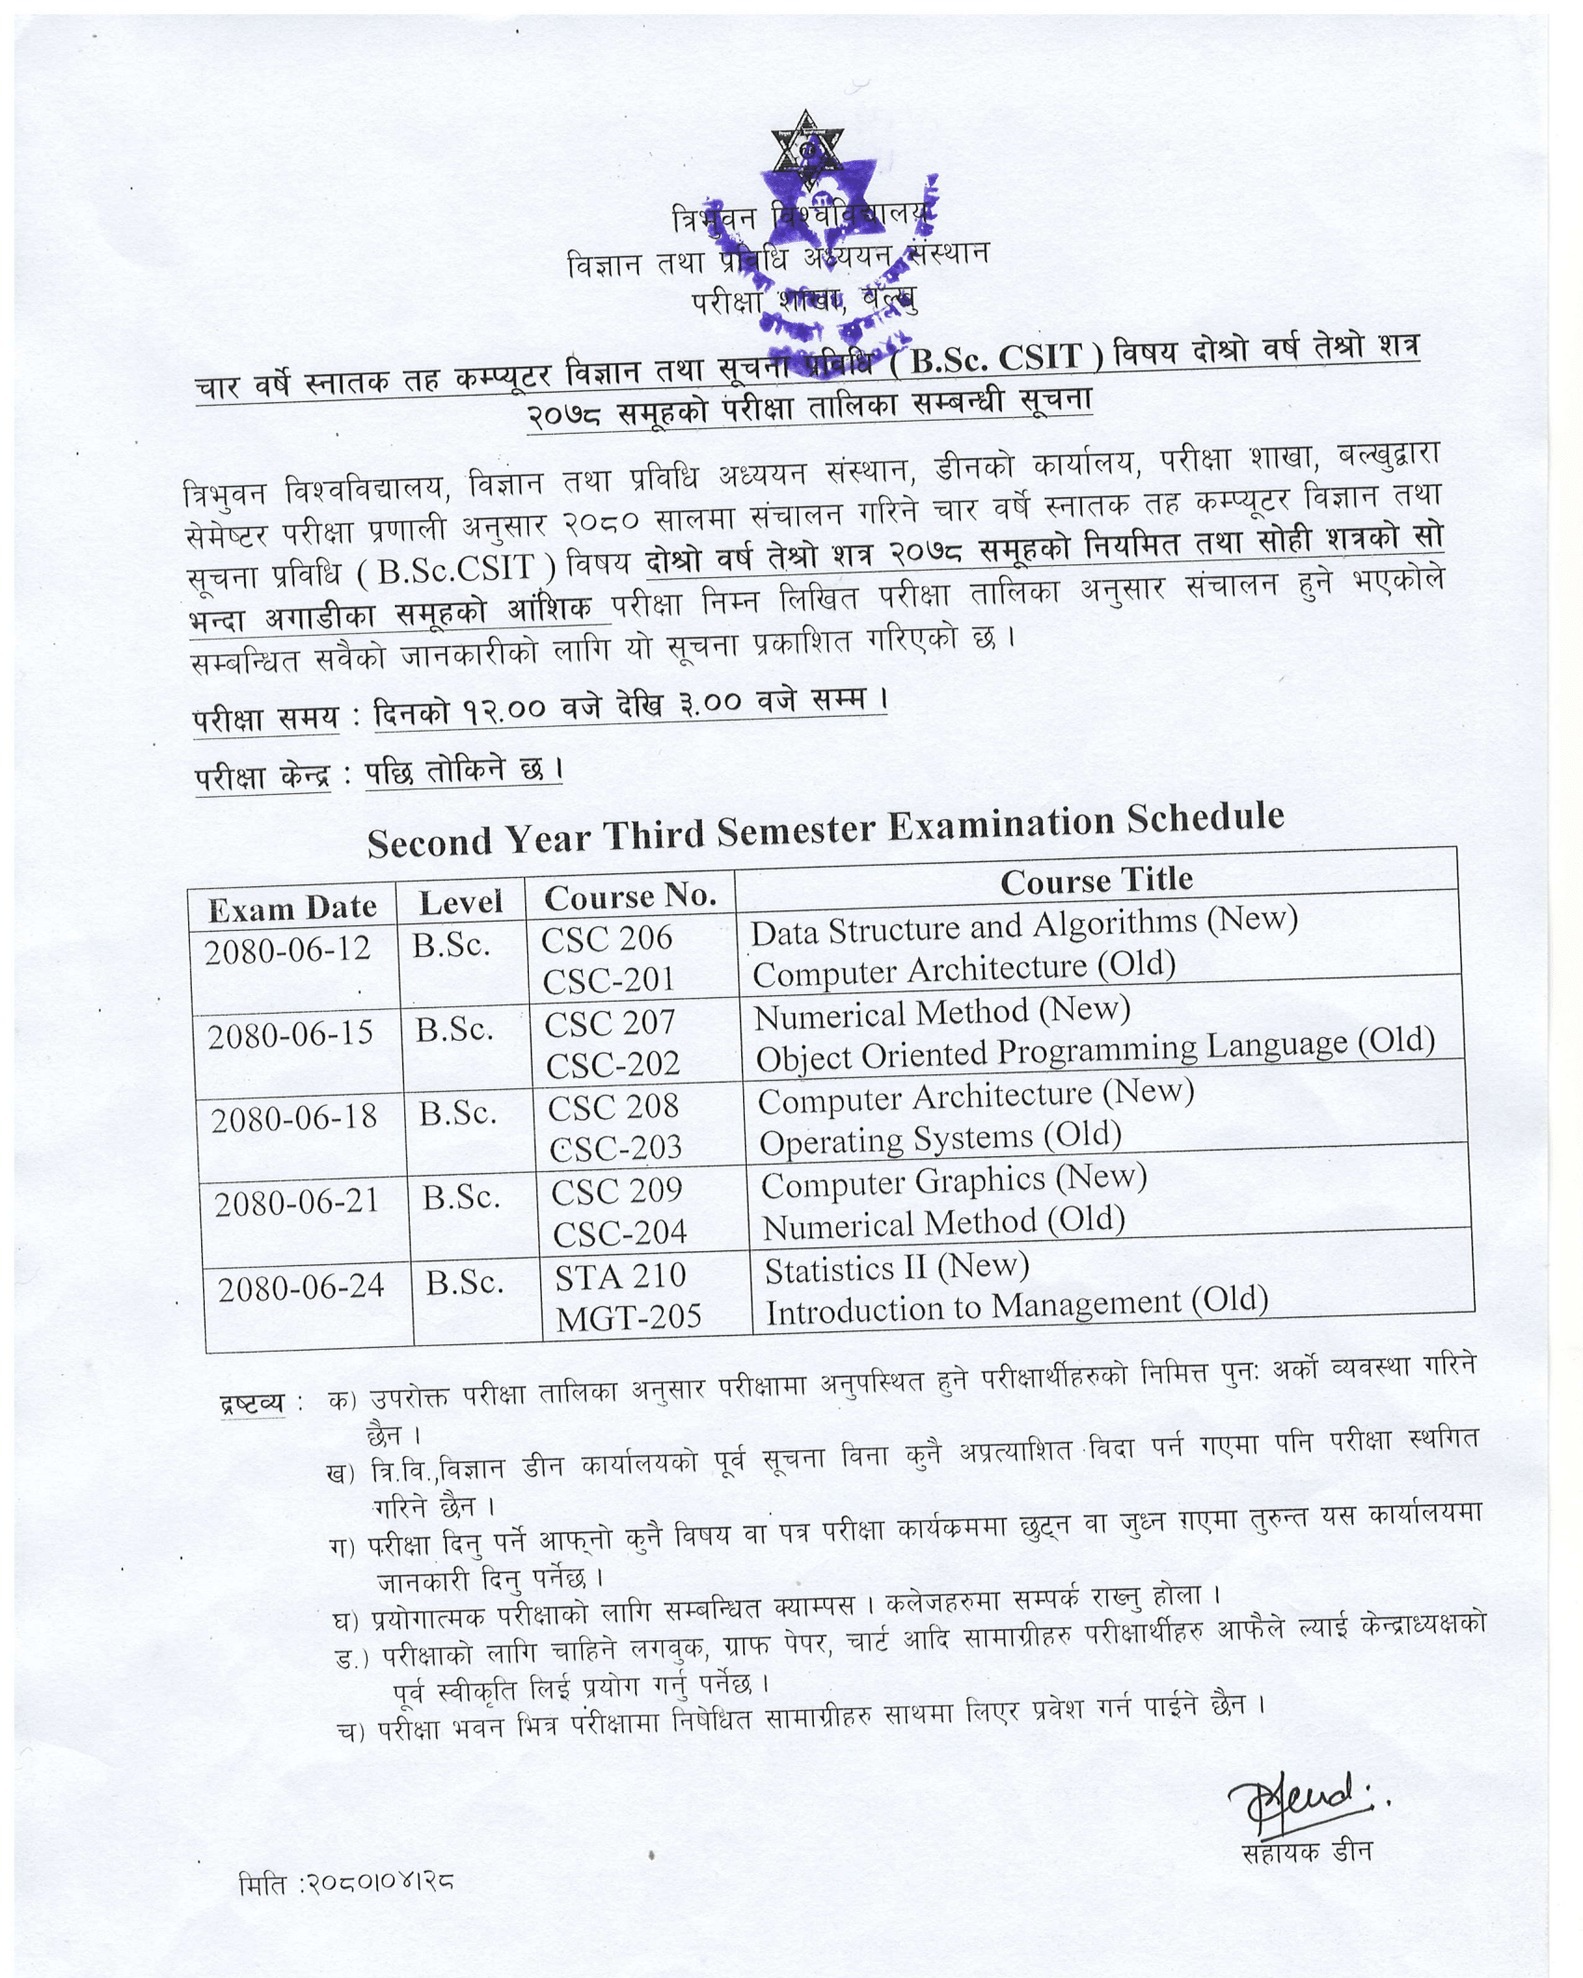 त्रिभुवन विश्वविद्यालय
विज्ञान तथा प्रविधि अध्ययन संस्थान
परीक्षा शाखा, बल्खु
चार वर्षे स्नातक तह कम्प्यूटर विज्ञान तथा सूचना प्रविधि ( B.Sc. CSIT ) विषय दोश्रो वर्ष तेश्रो शत्र
२०७८ समूहको परीक्षा तालिका सम्बन्धी सूचना
त्रिभुवन विश्वविद्यालय, विज्ञान तथा प्रविधि अध्ययन संस्थान, डीनको कार्यालय, परीक्षा शाखा, बल्खुद्वारा
सेमेष्टर परीक्षा प्रणाली अनुसार २०८० सालमा संचालन गरिने चार वर्षे स्नातक तह कम्प्यूटर विज्ञान तथा
सूचना प्रविधि ( B.Sc.CSIT ) विषय दोश्रो वर्ष तेश्रो शत्र २०७८ समूहको नियमित तथा सोही शत्रको सो
भन्दा अगाडीका समूहको आंशिक परीक्षा निम्न लिखित परीक्षा तालिका अनुसार संचालन हुने भएकोले
सम्बन्धित सवैको जानकारीको लागि यो सूचना प्रकाशित गरिएको छ ।
परीक्षा समय : दिनको १२.०० वजे देखि ३.०० वजे सम्म ।
परीक्षा केन्द्र : पछि तोकिने छ ।
Second Year Third Semester Examination Schedule
Exam Date Level Course No. Course Title
2080-06-12 B.Sc. CSC 206 Data Structure and Algorithms (New)
CSC-201 Computer Architecture (Old)
2080-06-15 B.Sc. CSC 207 Numerical Method (New)
CSC-202 Object Oriented Programming Language (Old)
2080-06-18 B.Sc. CSC 208 Computer Architecture (New)
CSC-203 Operating Systems (Old)
2080-06-21 B.Sc. CSC 209 Computer Graphics (New)
CSC-204 Numerical Method (Old)
2080-06-24 B.Sc. STA 210 Statistics II (New)
MGT-205 Introduction to Management (Old)
द्रष्टव्य : क) उपरोक्त परीक्षा तालिका अनुसार परीक्षामा अनुपस्थित हुने परीक्षार्थीहरुको निमित्त पुनः अर्को व्यवस्था गरिने
छैन ।
ख) त्रि.वि.,विज्ञान डीन कार्यालयको पूर्व सूचना विना कुनै अप्रत्याशित विदा पर्न गएमा पनि परीक्षा स्थगित
गरिने छैन ।
ग) परीक्षा दिनु पर्ने आफ्नो कुनै विषय वा पत्र परीक्षा कार्यक्रममा छुट्न वा जुध्न गएमा तुरुन्त यस कार्यालयमा
जानकारी दिनु पर्नेछ ।
घ) प्रयोगात्मक परीक्षाको लागि सम्बन्धित क्याम्पस । कलेजहरुमा सम्पर्क राख्नु होला ।
ड.) परीक्षाको लागि चाहिने लगवुक, ग्राफ पेपर, चार्ट आदि सामाग्रीहरु परीक्षार्थीहरु आफैले ल्याई केन्द्राध्यक्षको
पूर्व स्वीकृति लिई प्रयोग गर्नु पर्नेछ ।
च) परीक्षा भवन भित्र परीक्षामा निषेधित सामाग्रीहरु साथमा लिएर प्रवेश गर्न पाईने छैन ।
सहायक डीन
मिति :२०८०।०४।२८